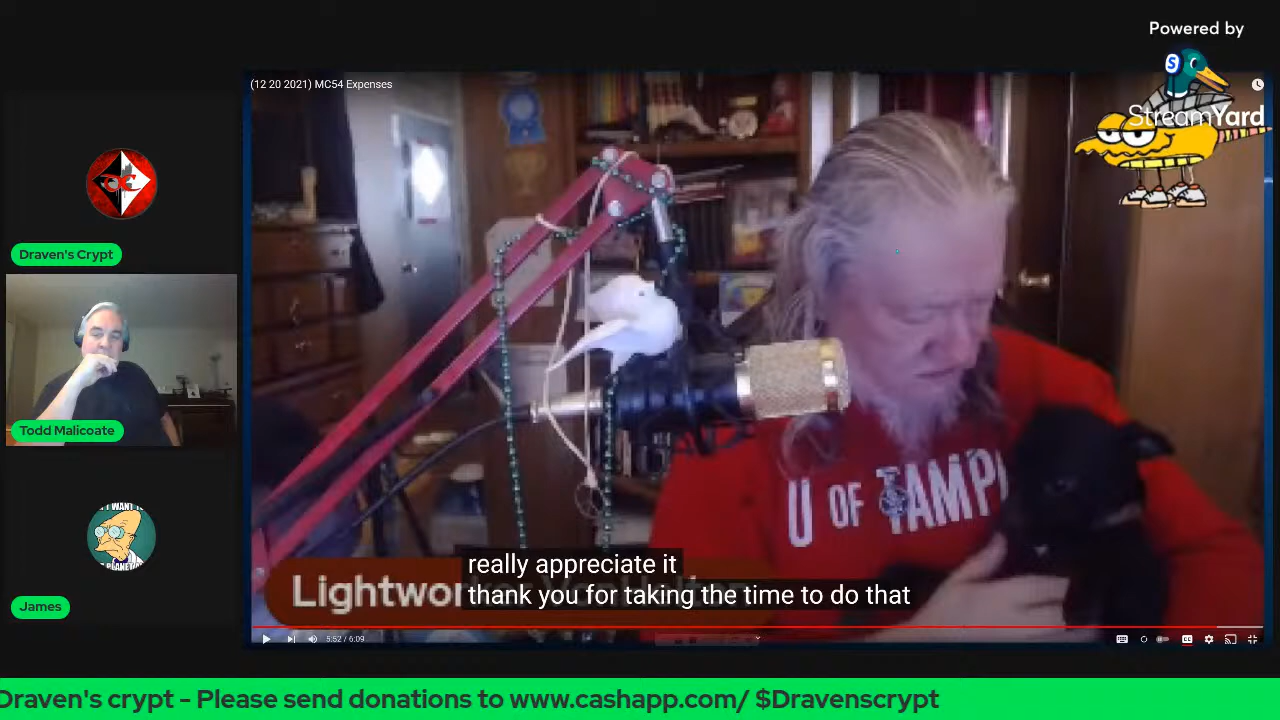 Powered by
StreamYard
(12 20 2021) MC54 Expenses
Draven's Crypt
Todd Malicoate
James
U OF TAMP
really appreciate it
thank you for taking the time to do that
Lightwor
5:52 / 6:09
Draven's crypt - Please send donations to www.cashapp.com/ $Dravenscrypt